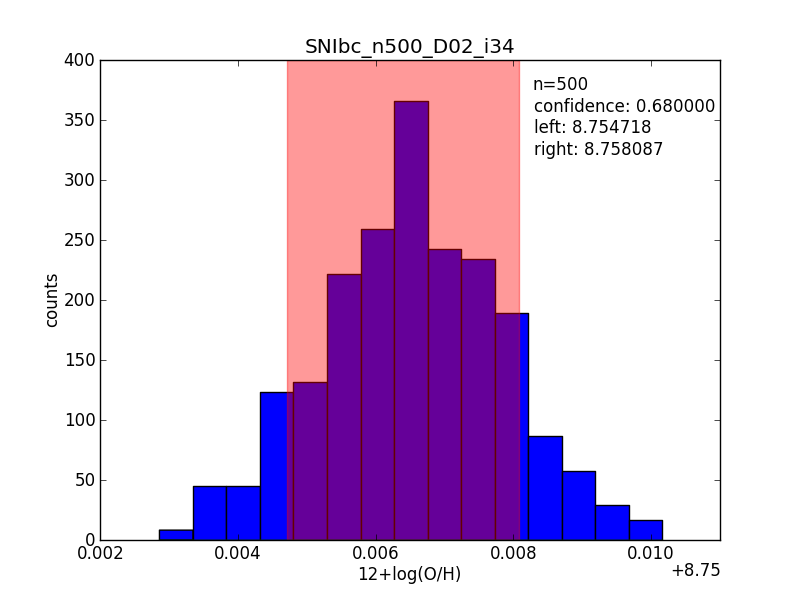 SNIbc_n500_D02_i34
400
350
300
250
200
150
100
50
0
counts
n=500
confidence: 0.680000
left: 8.754718
right: 8.758087
0.002
0.004
0.006
0.008
0.010
12+log(O/H)
+8.75